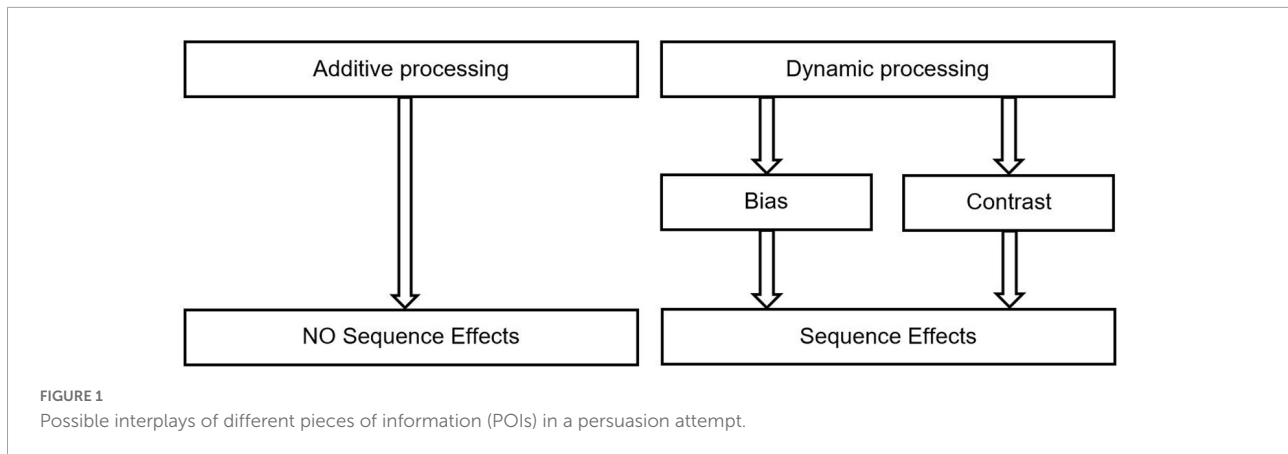 Additive processing
Dynamic processing
Bias
Contrast
NO Sequence Effects
Sequence Effects
FIGURE 1
Possible interplays of different pieces of information (POIs) in a persuasion attempt.